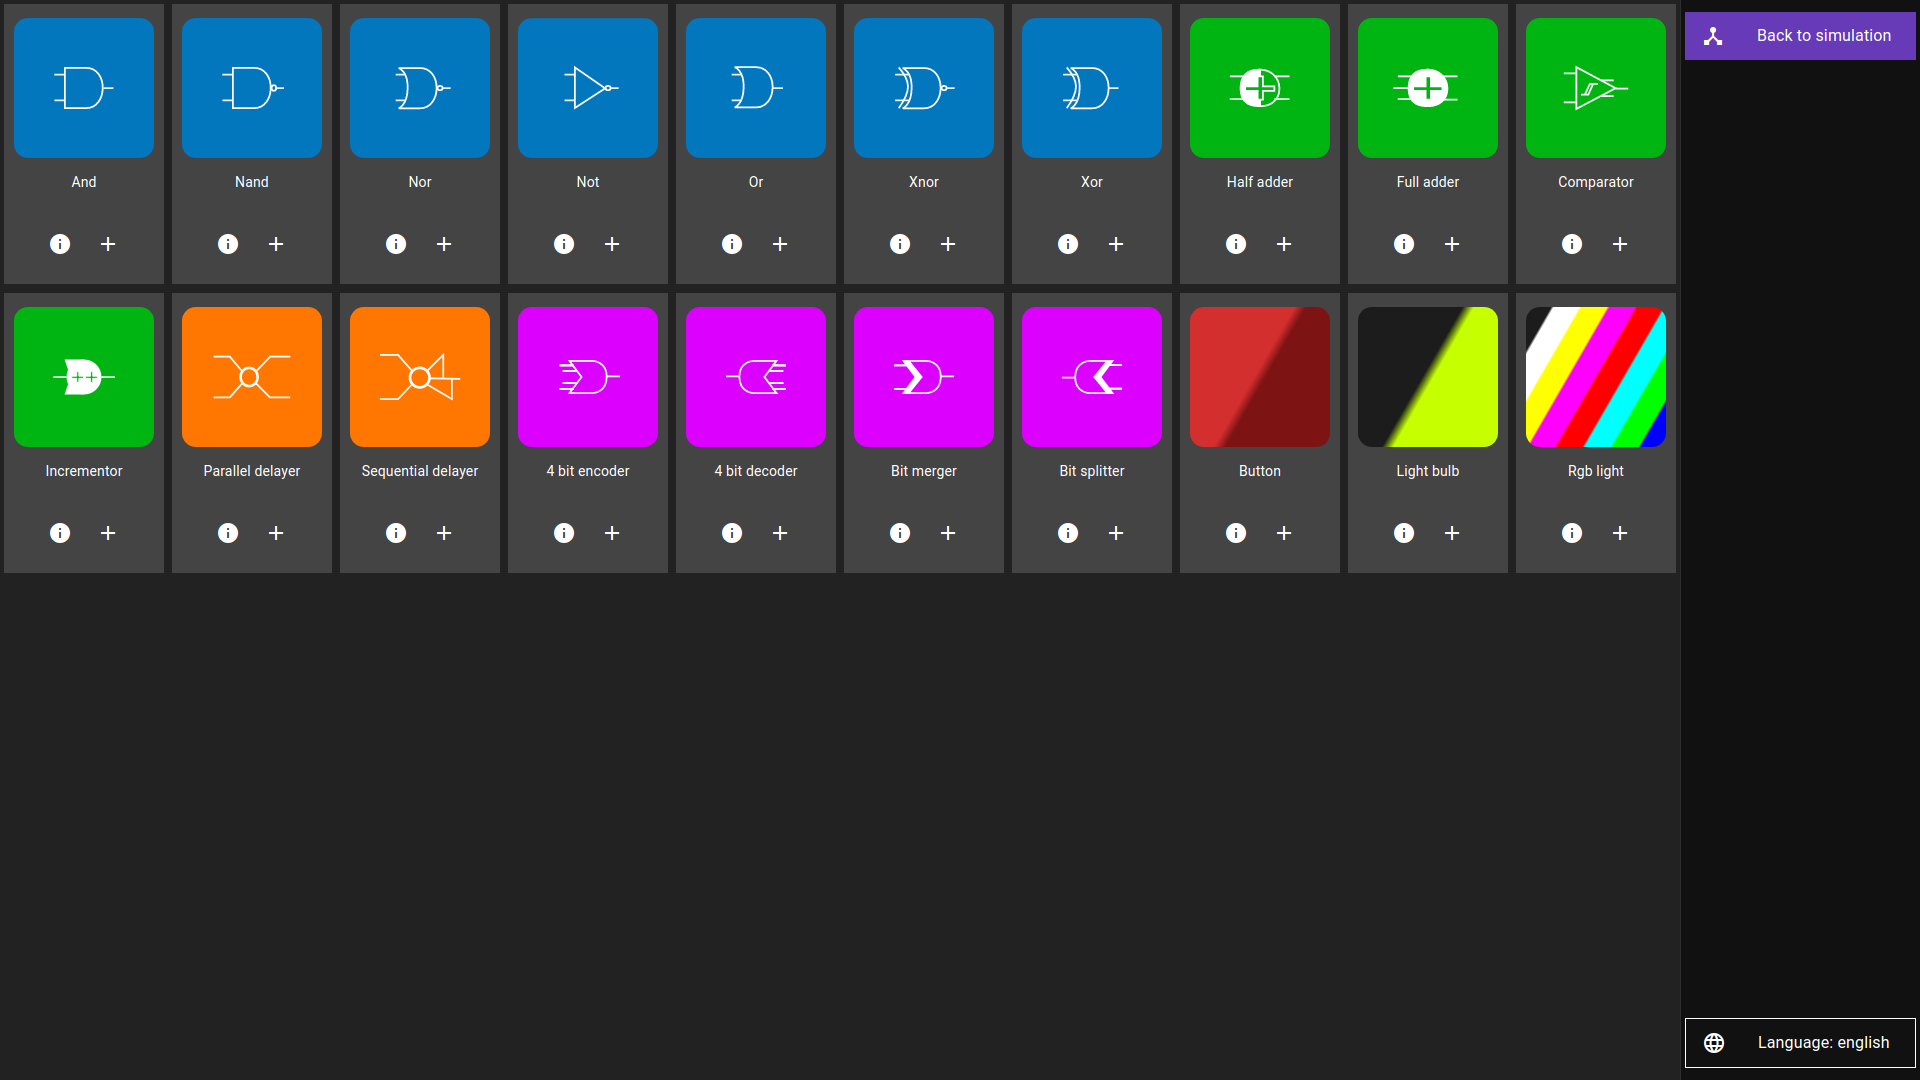 And
Nand
Nor
Not
Or
Xnor
Xor
Half adder
Full adder
Comparator
Back to simulation
Incrementor
Parallel delayer
Sequential delayer
4 bit encoder
4 bit decoder
Bit merger
Bit splitter
Button
Light bulb
Rgb light
Language: english